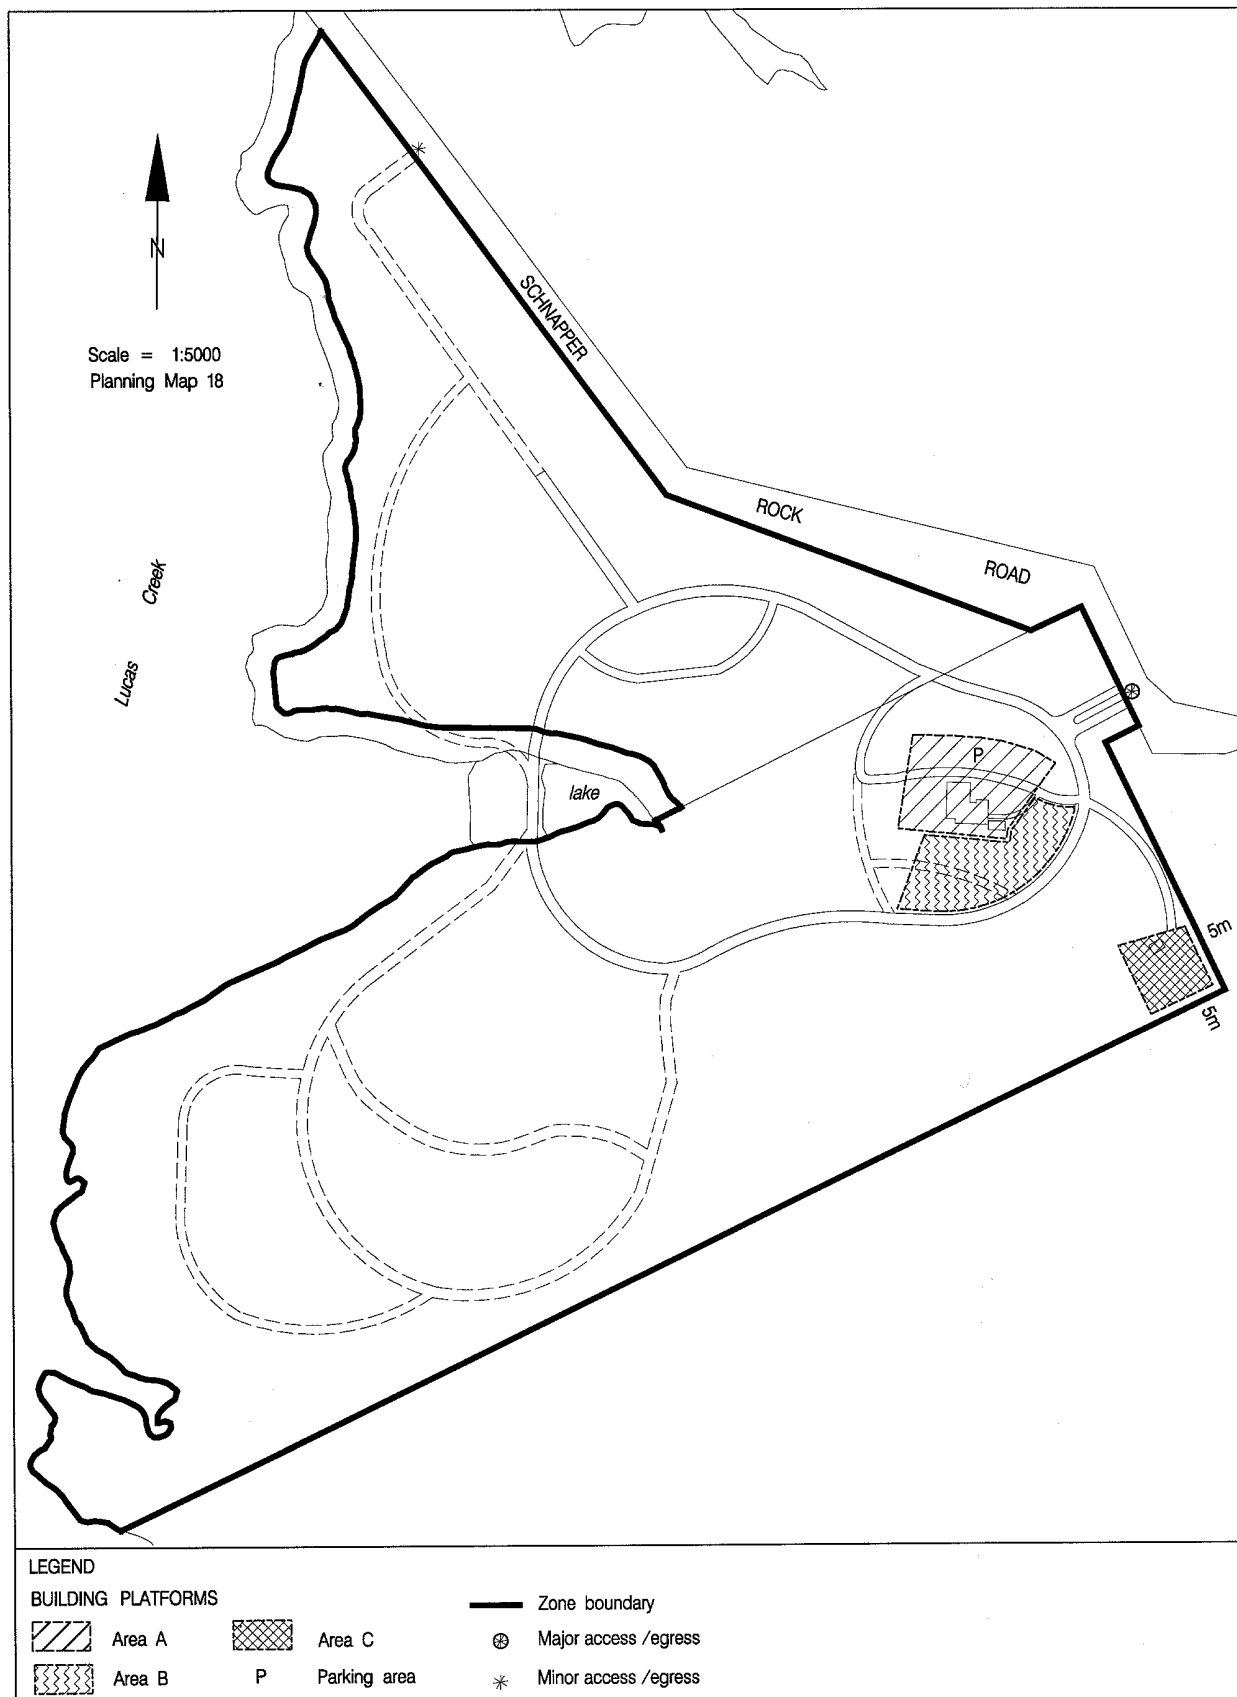 N
Scale = 1:5000
Planning Map 18
SCHNAPPER
ROCK
ROAD
Lucas Creek
lake
P
5m
5m
LEGEND
BUILDING PLATFORMS
Zone boundary
Area A
Area C
Major access /egress
Area B
P Parking area
Minor access /egress